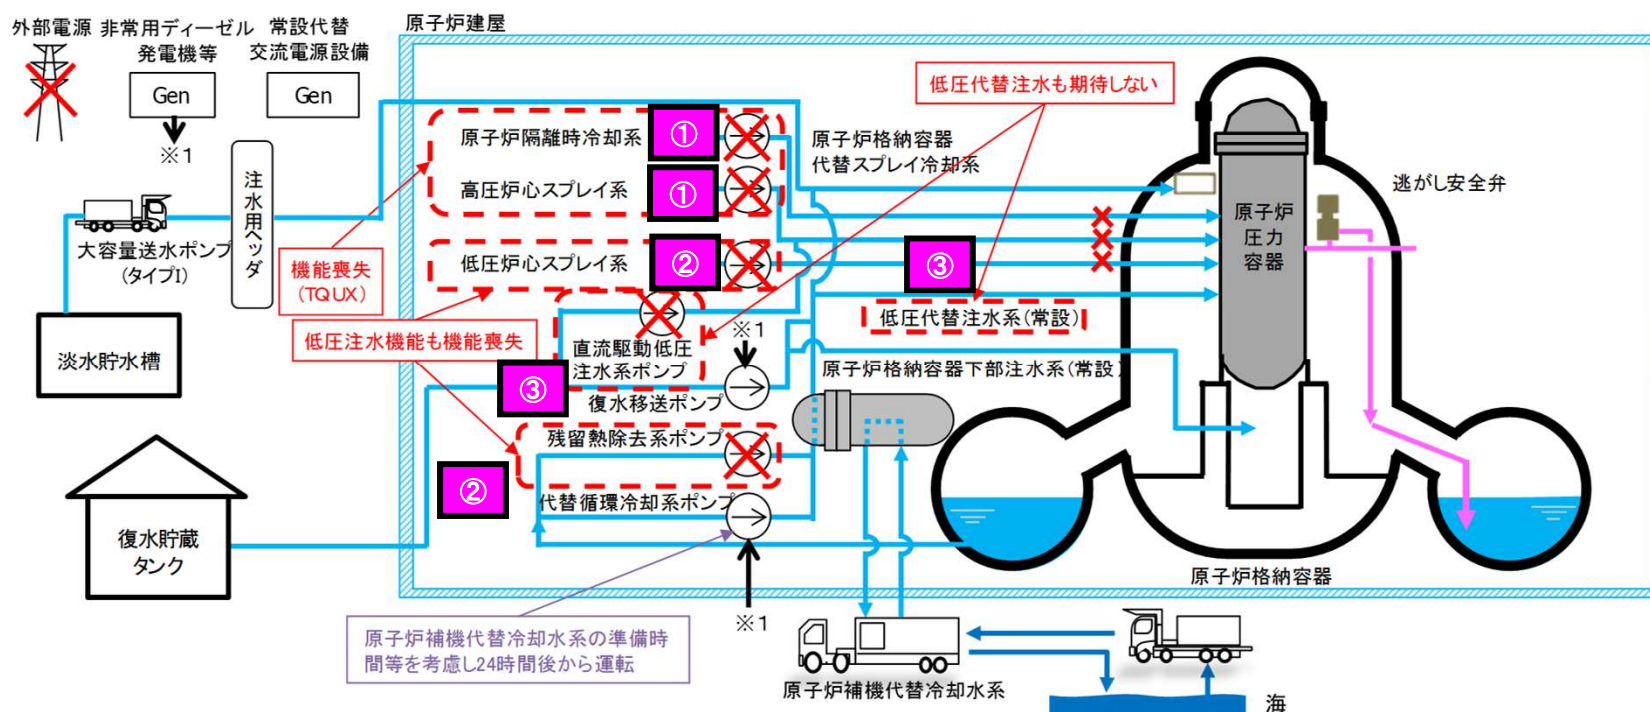 外部電源
非常用ディーゼル
発電機等
常設代替
交流電源設備
Gen
Gen
※1
原子炉建屋
低圧代替注水も期待しない
原子炉隔離時冷却系
①
高圧炉心スプレイ系
①
原子炉格納容器
代替スプレイ冷却系
逃がし安全弁
原子炉
圧力
容器
注水用ヘッダ
大容量送水ポンプ
(タイプⅠ)
機能喪失
(TQUX)
低圧炉心スプレイ系
②
③
低圧代替注水系(常設)
低圧注水機能も機能喪失
※1
直流駆動低圧
注水系ポンプ
淡水貯水槽
③
復水移送ポンプ
原子炉格納容器下部注水系(常設)
残留熱除去系ポンプ
②
代替循環冷却系ポンプ
復水貯蔵
タンク
原子炉格納容器
※1
原子炉補機代替冷却水系の準備時
間等を考慮し24時間後から運転
原子炉補機代替冷却水系
海